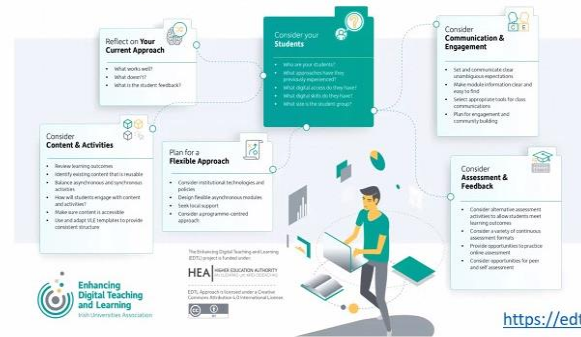 Reflect on Your
Current Approach
• What works well?
• What doesn't?
• What is the student feedback?
Consider your
Students
• Who are your students?
• What approaches have they
previously experienced?
• What digital access do they have?
• What digital skills do they have?
• What size is the student group?
Consider
Communication &
Engagement
• Set and communicate clear
unambiguous expectations
• Make module information clear and
easy to find
• Select appropriate tools for class
communications
• Plan for engagement and
community building
Consider
Content & Activities
• Review learning outcomes
• Identify existing content that is reusable
• Balance asynchronous and synchronous
activities
• How will students engage with content
and activities?
• Make sure content is accessible
• Use and adapt VLE templates to provide
consistent structure
Plan for a
Flexible Approach
• Consider institutional technologies and
policies
• Design flexible asynchronous modules
• Seek local support
• Consider a programme-centred
approach
Consider
Assessment &
Feedback
• Consider alternative assessment
activities to allow students meet
learning outcomes
• Consider a variety of continuous
assessment formats
• Provide opportunities to practice
online assessment
• Consider opportunities for peer
and self assessment
Enhancing
Digital Teaching
and Learning
Irish Universities Association
The Enhancing Digital Teaching and Learning
(EDTL) project is funded under:
HEA HIGHER EDUCATION AUTHORITY
EDTL Approach is licensed under a Creative
Commons Attribution 4.0 International License.
https://edt